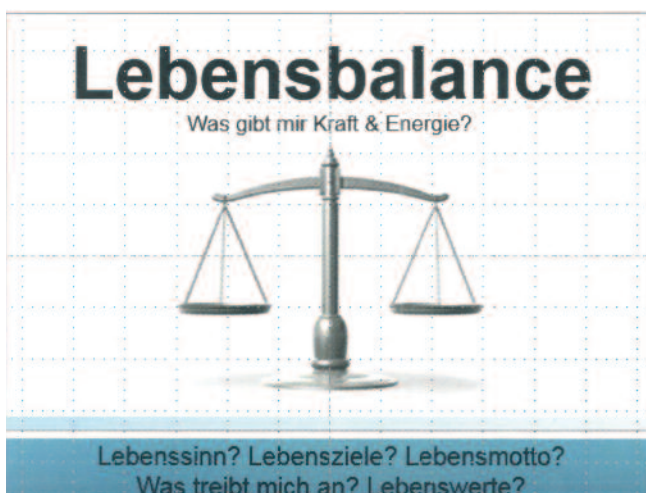 Lebensbalance
Was gibt mir Kraft & Energie?
Lebenssinn? Lebensziele? Lebensmotto?
Was treibt mich an? Lebenswerte?